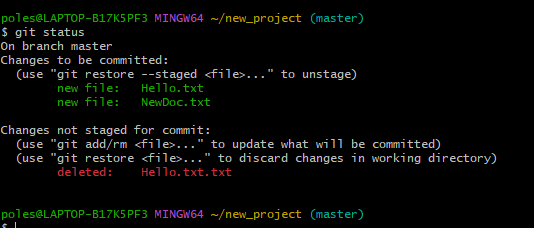 poles@LAPTOP-B17K5PF3 MINGW64 ~/new_project (master)
$ git status
On branch master
Changes to be committed:
  (use "git restore --staged <file>..." to unstage)
        new file:   Hello.txt
        new file:   NewDoc.txt

Changes not staged for commit:
  (use "git add/rm <file>..." to update what will be committed)
  (use "git restore <file>..." to discard changes in working directory)
        deleted:    Hello.txt.txt

poles@LAPTOP-B17K5PF3 MINGW64 ~/new_project (master)
$